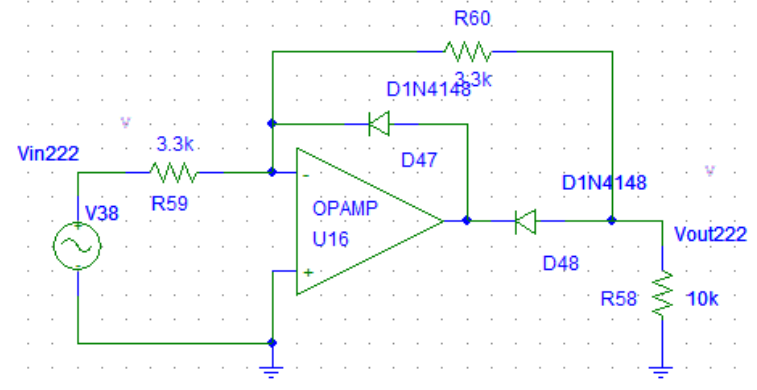 R60
3.3k
D1N4148
D47
Vin222
3.3k
R59
V38
-
OPAMP
U16
+
D1N4148
D48
Vout222
R58
10k
V
V
+
-